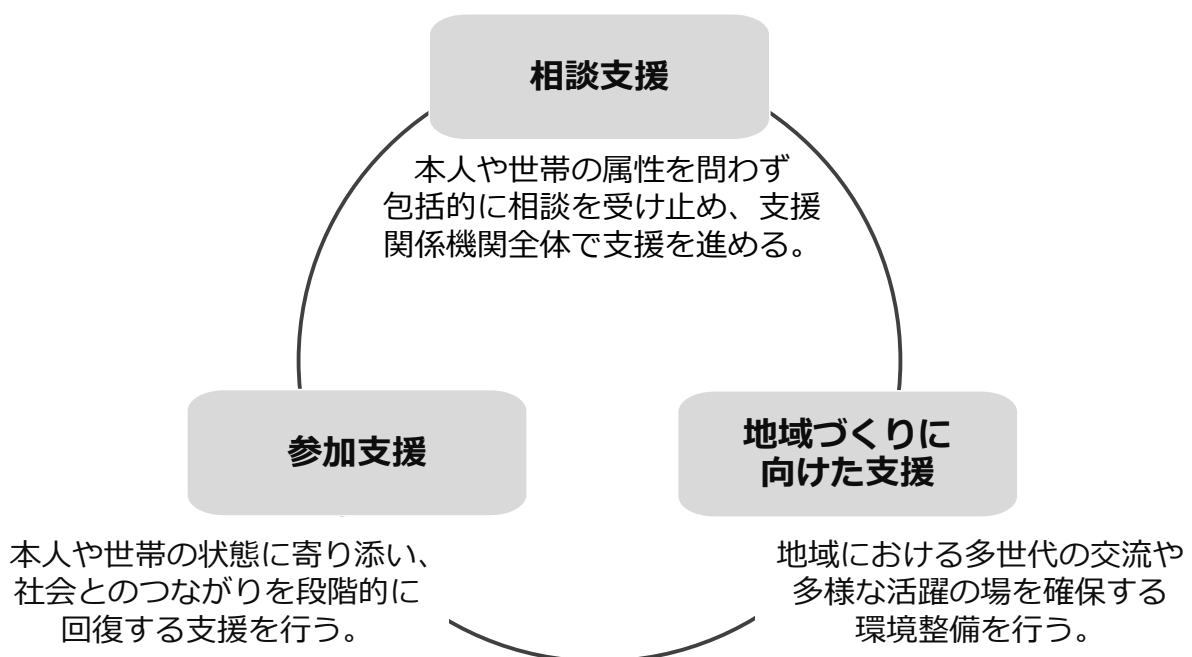 相談支援
本人や世帯の属性を問わず
包括的に相談を受け止め、支援
関係機関全体で支援を進める。
参加支援
本人や世帯の状態に寄り添い、
社会とのつながりを段階的に
回復する支援を行う。
地域づくりに
向けた支援
地域における多世代の交流や
多様な活躍の場を確保する
環境整備を行う。